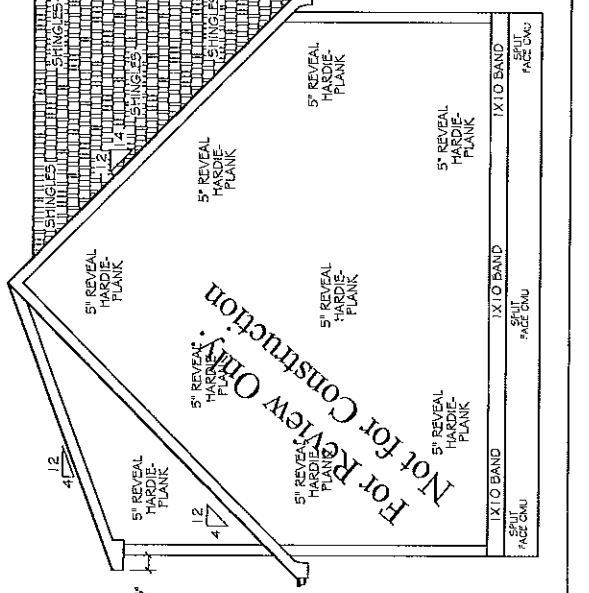 SHINGLES
SHINGLES
SHINGLES
SHINGLES
12
14
5" REVEAL
HARDIE-
PLANK
5" REVEAL
HARDIE-
PLANK
5" REVEAL
HARDIE-
PLANK
12
4
5" REVEAL
HARDIE-
PLANK
5" REVEAL
HARDIE-
PLANK
5" REVEAL
HARDIE-
PLANK
12
4
5" REVEAL
HARDIE-
PLANK
5" REVEAL
HARDIE-
PLANK
5" REVEAL
HARDIE-
PLANK
For Review Only.
Not for Construction
1X10 BAND
1X10 BAND
1X10 BAND
SPLIT
FACE CMU
SPLIT
FACE CMU
SPLIT
FACE CMU